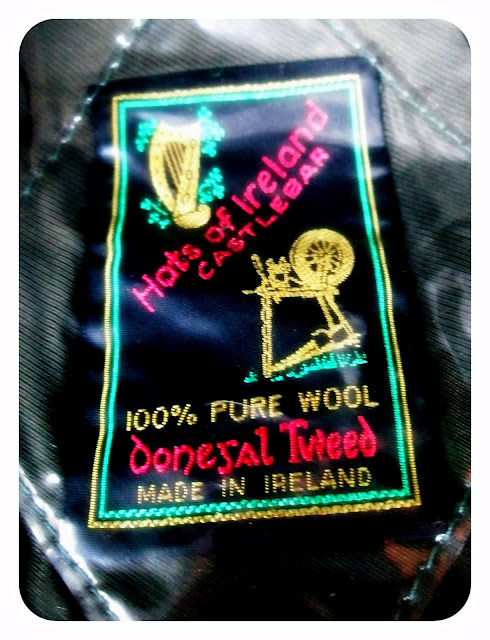 Hats of Ireland
CASTLEBAR
100% PURE WOOL
Donegal Tweed
MADE IN IRELAND